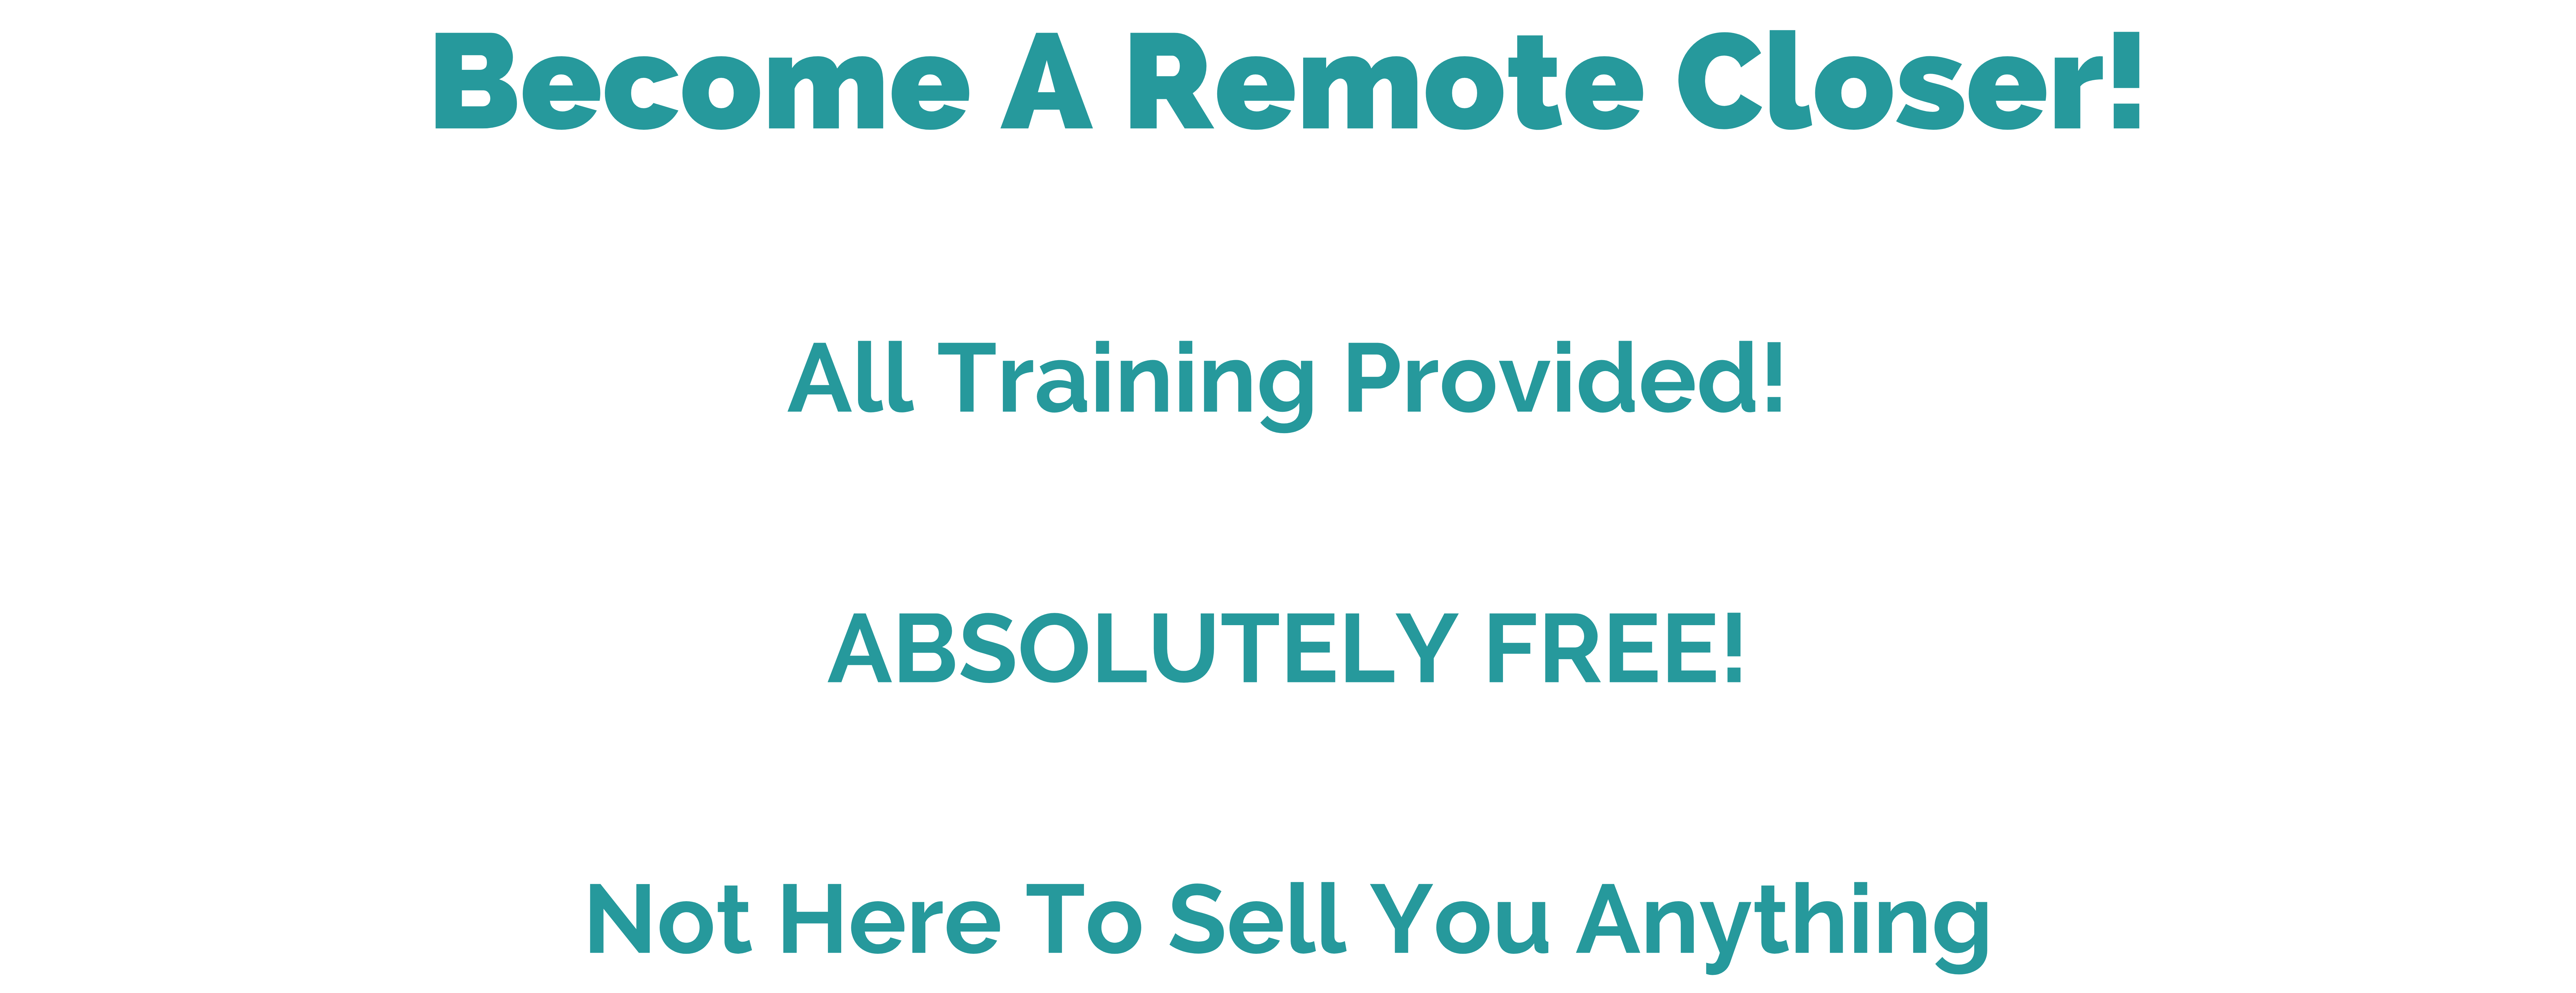 Become A Remote Closer!
All Training Provided!
ABSOLUTELY FREE!
Not Here To Sell You Anything